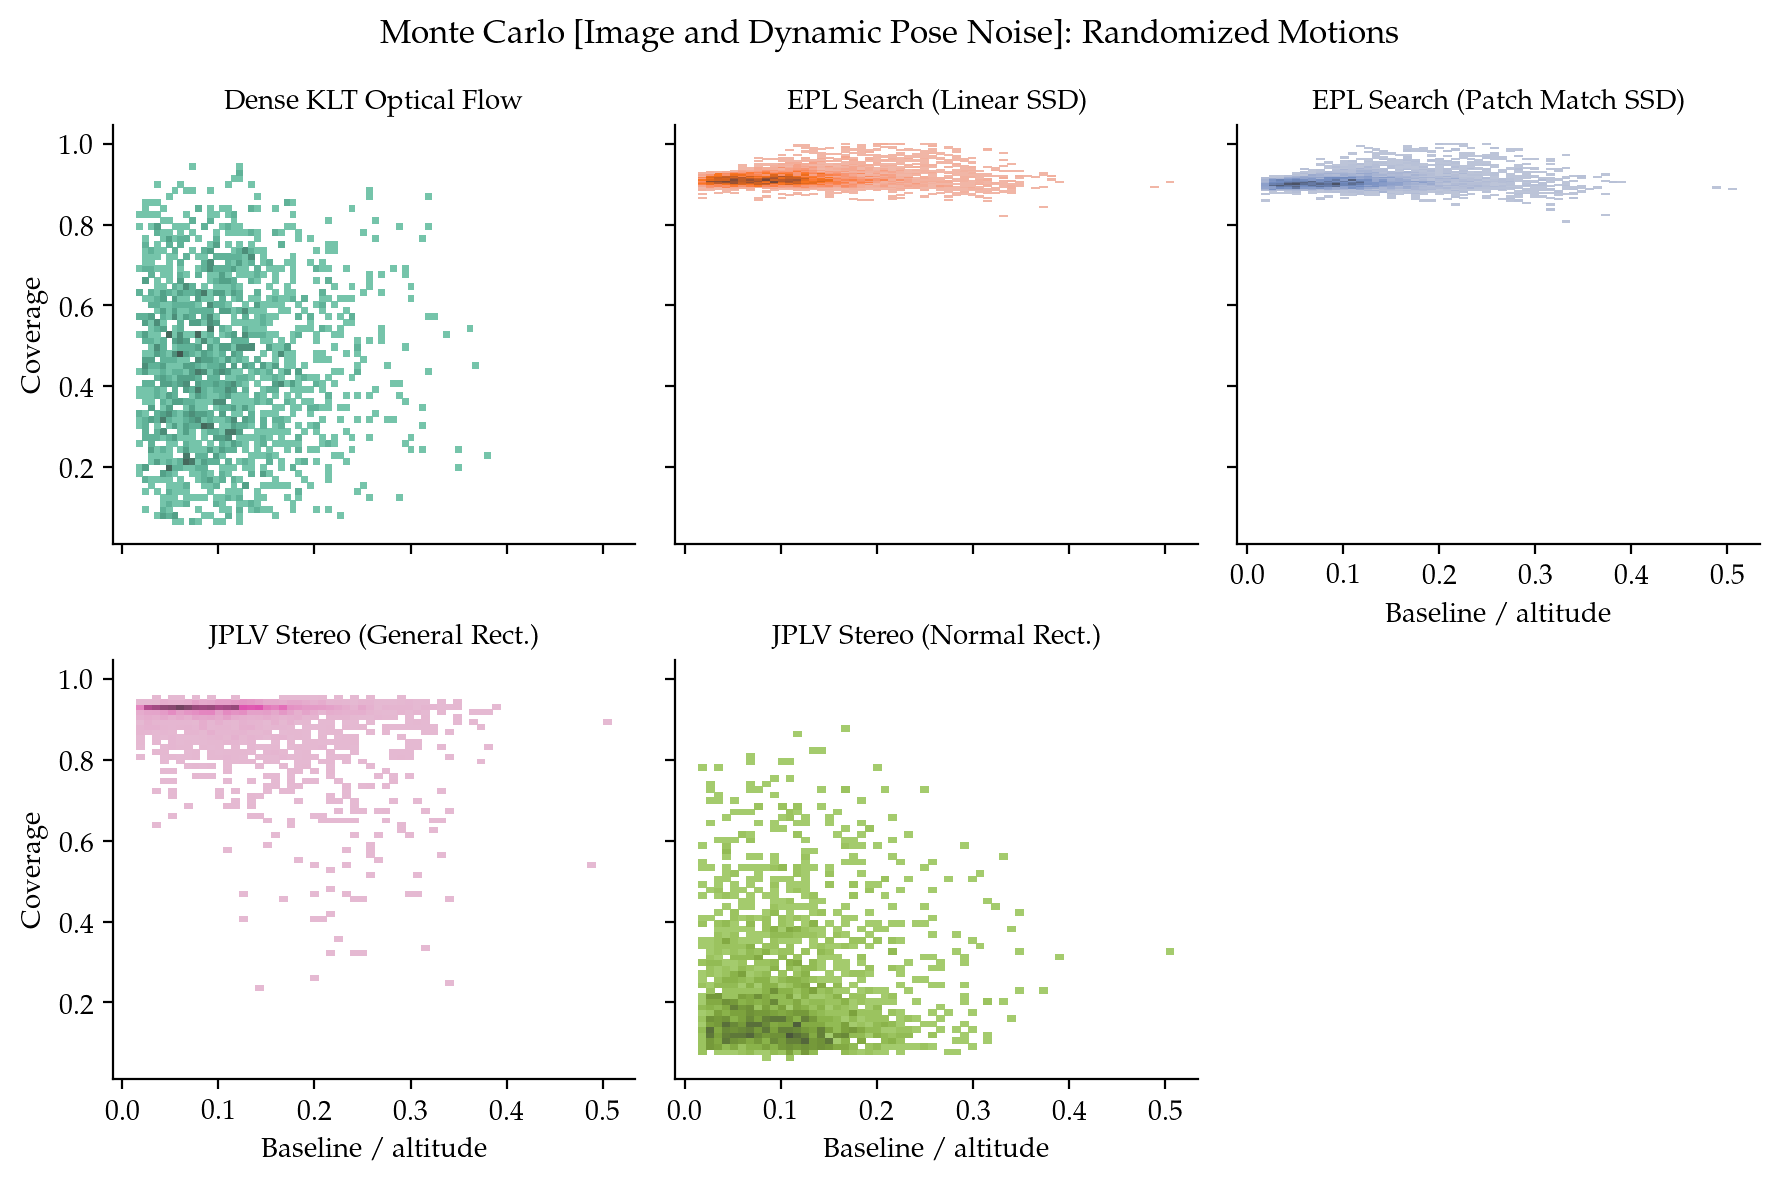 Monte Carlo [Image and Dynamic Pose Noise]: Randomized Motions
Dense KLT Optical Flow
EPL Search (Linear SSD)
EPL Search (Patch Match SSD)
1.0
0.8
0.6
0.4
0.2
Coverage
0.0 0.1 0.2 0.3 0.4 0.5
Baseline / altitude
JPLV Stereo (General Rect.)
JPLV Stereo (Normal Rect.)
1.0
0.8
0.6
0.4
0.2
Coverage
0.0 0.1 0.2 0.3 0.4 0.5
Baseline / altitude
0.0 0.1 0.2 0.3 0.4 0.5
Baseline / altitude